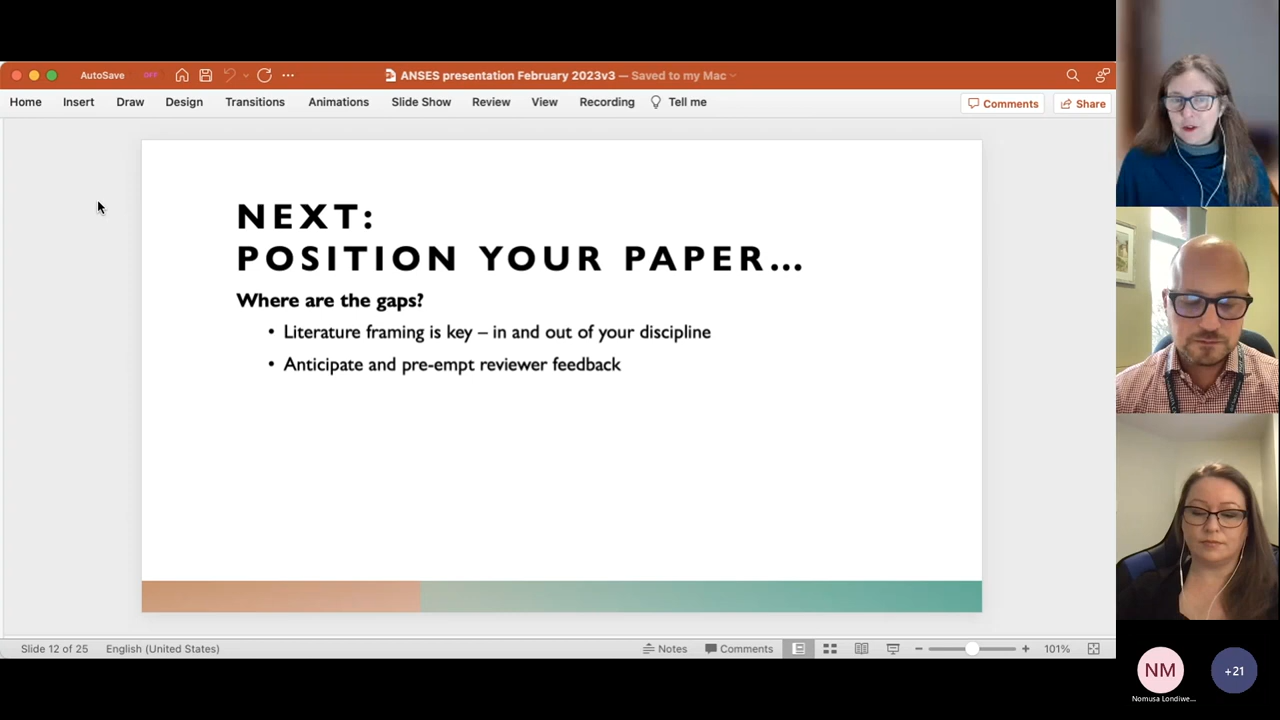 AutoSave OFF
ANSES presentation February 2023v3 — Saved to my Mac
Home Insert Draw Design Transitions Animations Slide Show Review View Recording Tell me
Comments Share
NEXT:
POSITION YOUR PAPER...
Where are the gaps?
• Literature framing is key – in and out of your discipline
• Anticipate and pre-empt reviewer feedback
Slide 12 of 25 English (United States) Notes Comments 101%
NM
+21
Nomusa Londiwe...